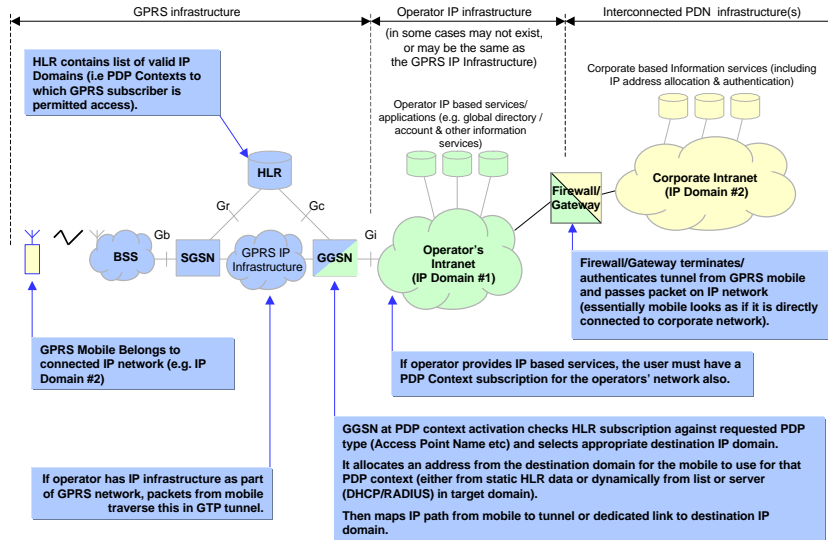 GPRS infrastructure
Operator IP infrastructure
Interconnected PDN infrastructure(s)
(in some cases may not exist,
or may be the same as
the GPRS IP Infrastructure)
HLR contains list of valid IP
Domains (i.e PDP Contexts to
which GPRS subscriber is
permitted access).
Corporate based Information services (including
IP address allocation & authentication)
Operator IP based services/
applications (e.g. global directory /
account & other information
services)
HLR
Gr
Gc
Firewall/
Gateway
Corporate Intranet
(IP Domain #2)
BSS
Gb
SGSN
GPRS IP
Infrastructure
GGSN
Gi
Operator's
Intranet
(IP Domain #1)
Firewall/Gateway terminates/
authenticates tunnel from GPRS mobile
and passes packet on IP network
(essentially mobile looks as if it is directly
connected to corporate network).
GPRS Mobile Belongs to
connected IP network (e.g. IP
Domain #2)
If operator provides IP based services, the user must have a
PDP Context subscription for the operators' network also.
GGSN at PDP context activation checks HLR subscription against requested PDP
type (Access Point Name etc) and selects appropriate destination IP domain.
It allocates an address from the destination domain for the mobile to use for that
PDP context (either from static HLR data or dynamically from list or server
(DHCP/RADIUS) in target domain).
Then maps IP path from mobile to tunnel or dedicated link to destination IP
domain.
If operator has IP infrastructure as part
of GPRS network, packets from mobile
traverse this in GTP tunnel.